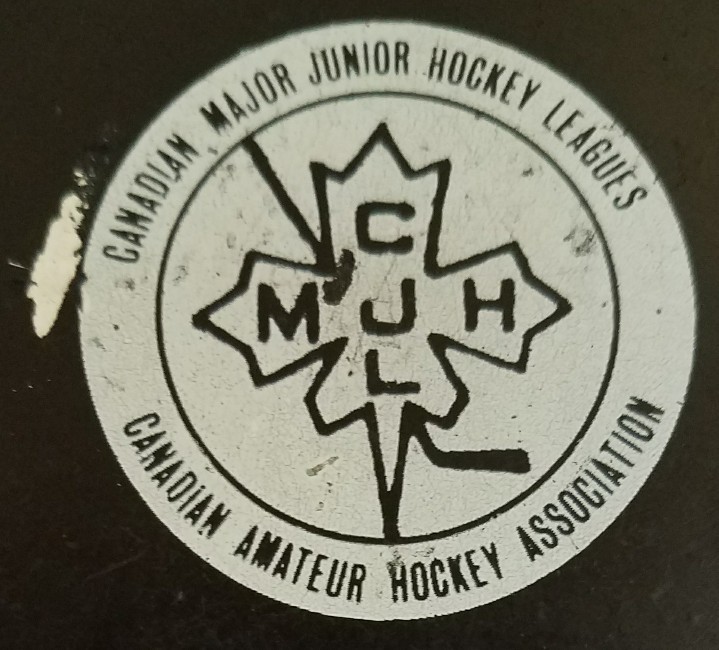 CANADIAN MAJOR JUNIOR HOCKEY LEAGUES
C
M J H
L
CANADIAN AMATEUR HOCKEY ASSOCIATION